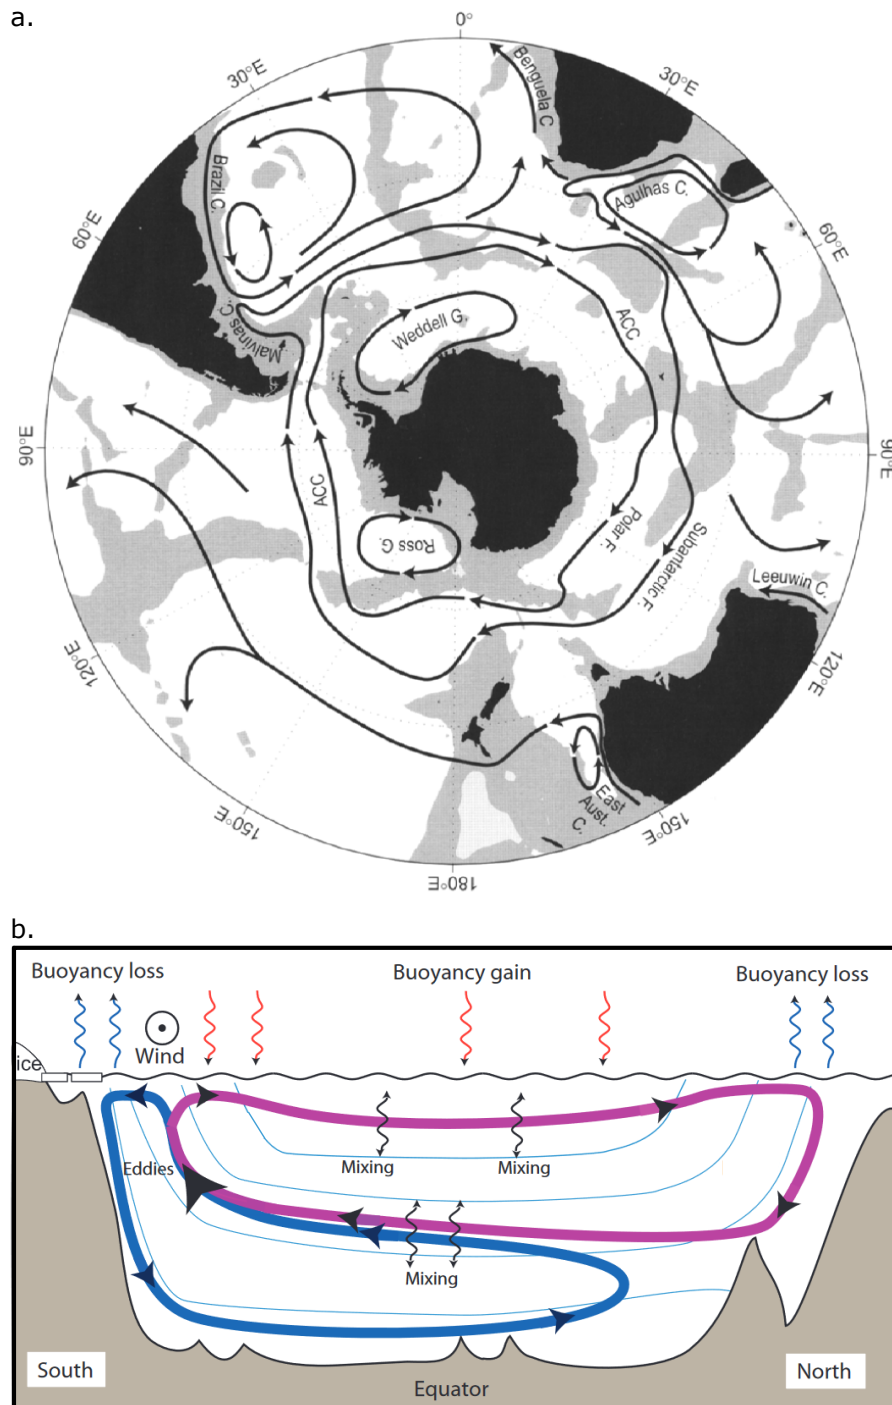 a.
0°
30°E
30°E
Benguela C.
Brazil C.
Agulhas C.
60°E
60°E
Malvinas C.
Weddell G.
ACC
90°E
90°E
ACC
Ross G.
Polar F.
Subantarctic F.
Leeuwin C.
120°E
120°E
East
Aust.
C.
150°E
150°E
180°E
b.
Buoyancy loss
Buoyancy gain
Buoyancy loss
ice
Wind
Eddies
Mixing
Mixing
Mixing
South
North
Equator